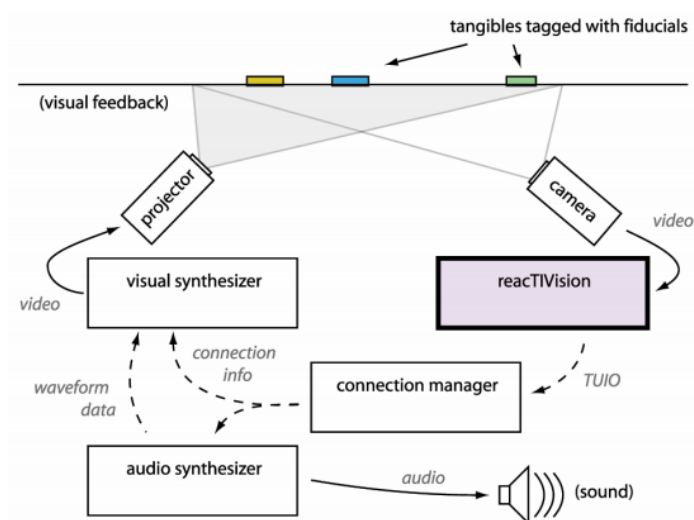 tangibles tagged with fiducials
(visual feedback)
projector
camera
video
visual synthesizer
reacTIVision
video
connection
info
TUIO
waveform
data
connection manager
audio synthesizer
audio
(sound)